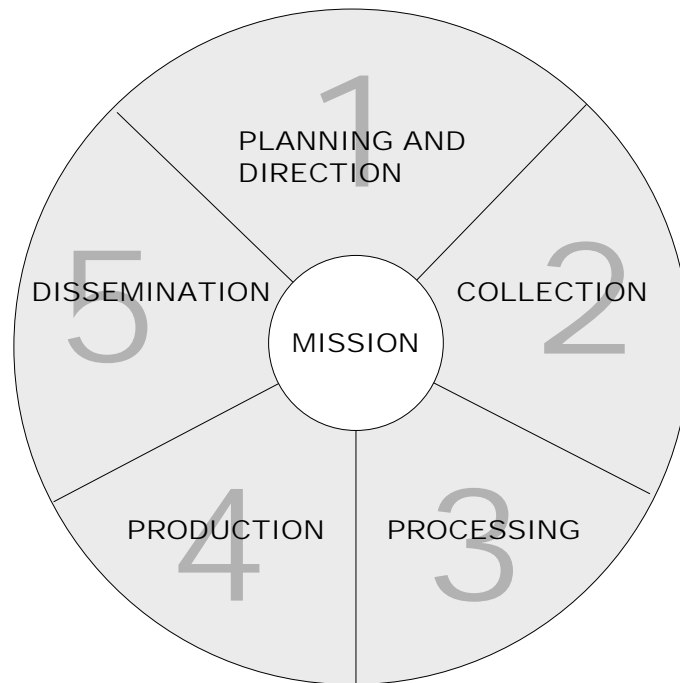 1
PLANNING AND
DIRECTION
2
COLLECTION
3
PROCESSING
4
PRODUCTION
5
DISSEMINATION
MISSION